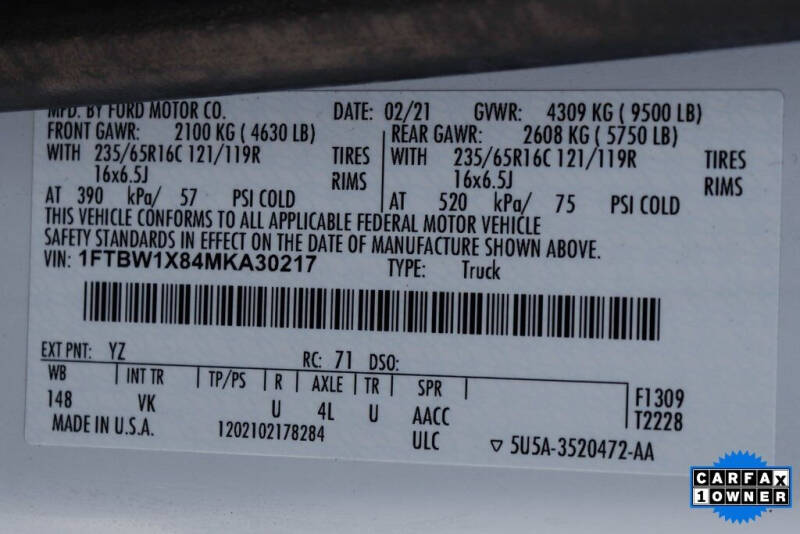 MFD. BY FORD MOTOR CO. DATE: 02/21 GVWR: 4309 KG ( 9500 LB)
FRONT GAWR: 2100 KG ( 4630 LB) REAR GAWR: 2608 KG ( 5750 LB)
WITH 235/65R16C 121/119R TIRES WITH 235/65R16C 121/119R TIRES
16x6.5J RIMS 16x6.5J RIMS
AT 390 kPa/ 57 PSI COLD AT 520 kPa/ 75 PSI COLD
THIS VEHICLE CONFORMS TO ALL APPLICABLE FEDERAL MOTOR VEHICLE
SAFETY STANDARDS IN EFFECT ON THE DATE OF MANUFACTURE SHOWN ABOVE.
VIN: 1FTBW1X84MKA30217 TYPE: Truck
EXT PNT: YZ RC: 71 DSO:
WB INT TR TP/PS R AXLE TR SPR F1309
148 VK U 4L U AACC T2228
MADE IN U.S.A. 1202102178284 ULC ▽ 5U5A-3520472-AA
CARFAX
1 OWNER